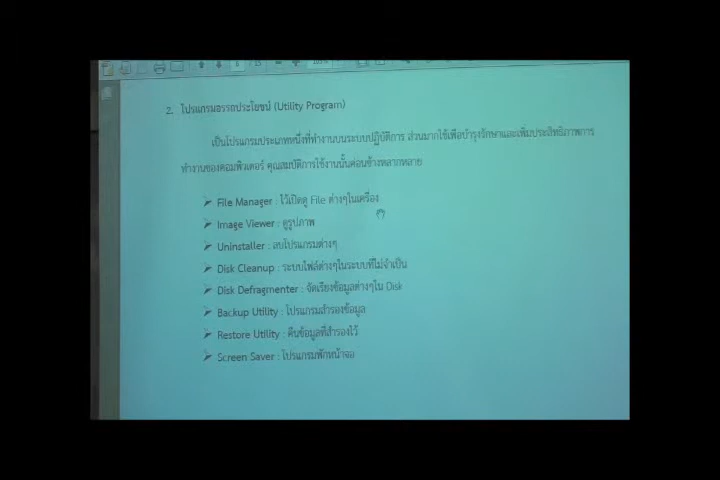 2. โปรแกรมอรรถประโยชน์ (Utility Program)
เป็นโปรแกรมประเภทหนึ่งที่ทำงานบนระบบปฏิบัติการ ส่วนมากใช้เพื่อบำรุงรักษาและเพิ่มประสิทธิภาพการ
ทำงานของคอมพิวเตอร์ คุณสมบัติการใช้งานนั้นค่อนข้างหลากหลาย
➢ File Manager : ไว้เปิดดู File ต่างๆในเครื่อง
➢ Image Viewer : ดูรูปภาพ
➢ Uninstaller : ลบโปรแกรมต่างๆ
➢ Disk Cleanup : ระบบไฟล์ต่างๆในระบบที่ไม่จำเป็น
➢ Disk Defragmenter : จัดเรียงข้อมูลต่างๆใน Disk
➢ Backup Utility : โปรแกรมสำรองข้อมูล
➢ Restore Utility : คืนข้อมูลที่สำรองไว้
➢ Screen Saver : โปรแกรมพักหน้าจอ